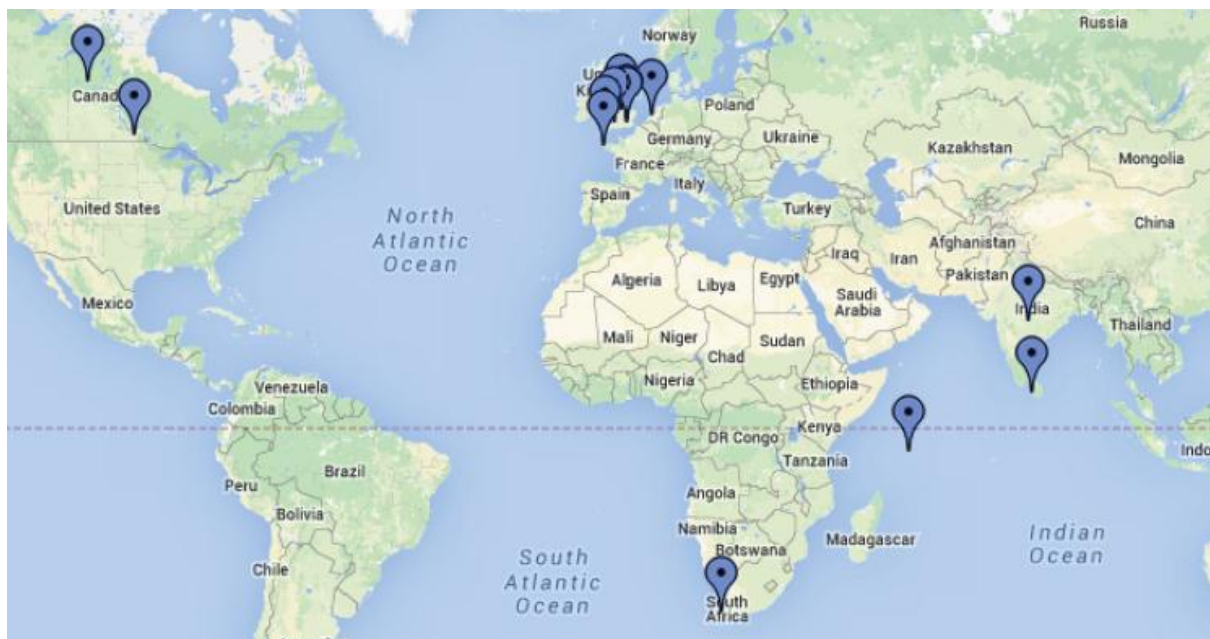 Russia
Norway
Canad
Poland
Germany
Ukraine
Kazakhstan
Mongolia
France
Italy
Spain
Turkey
China
United States
North
Atlantic
Ocean
Afghanistan
Iraq
Iran
Pakistan
Algeria
Libya
Egypt
Saudi
Arabia
India
Mexico
Thailand
Mali
Niger
Sudan
Chad
Nigeria
Ethiopia
Venezuela
Colombia
DR Congo
Kenya
Indo
Tanzania
Brazil
Peru
Angola
Bolivia
Namibia
Botswana
Madagascar
Indian
Ocean
Chile
South
Atlantic
Ocean
South
Africa